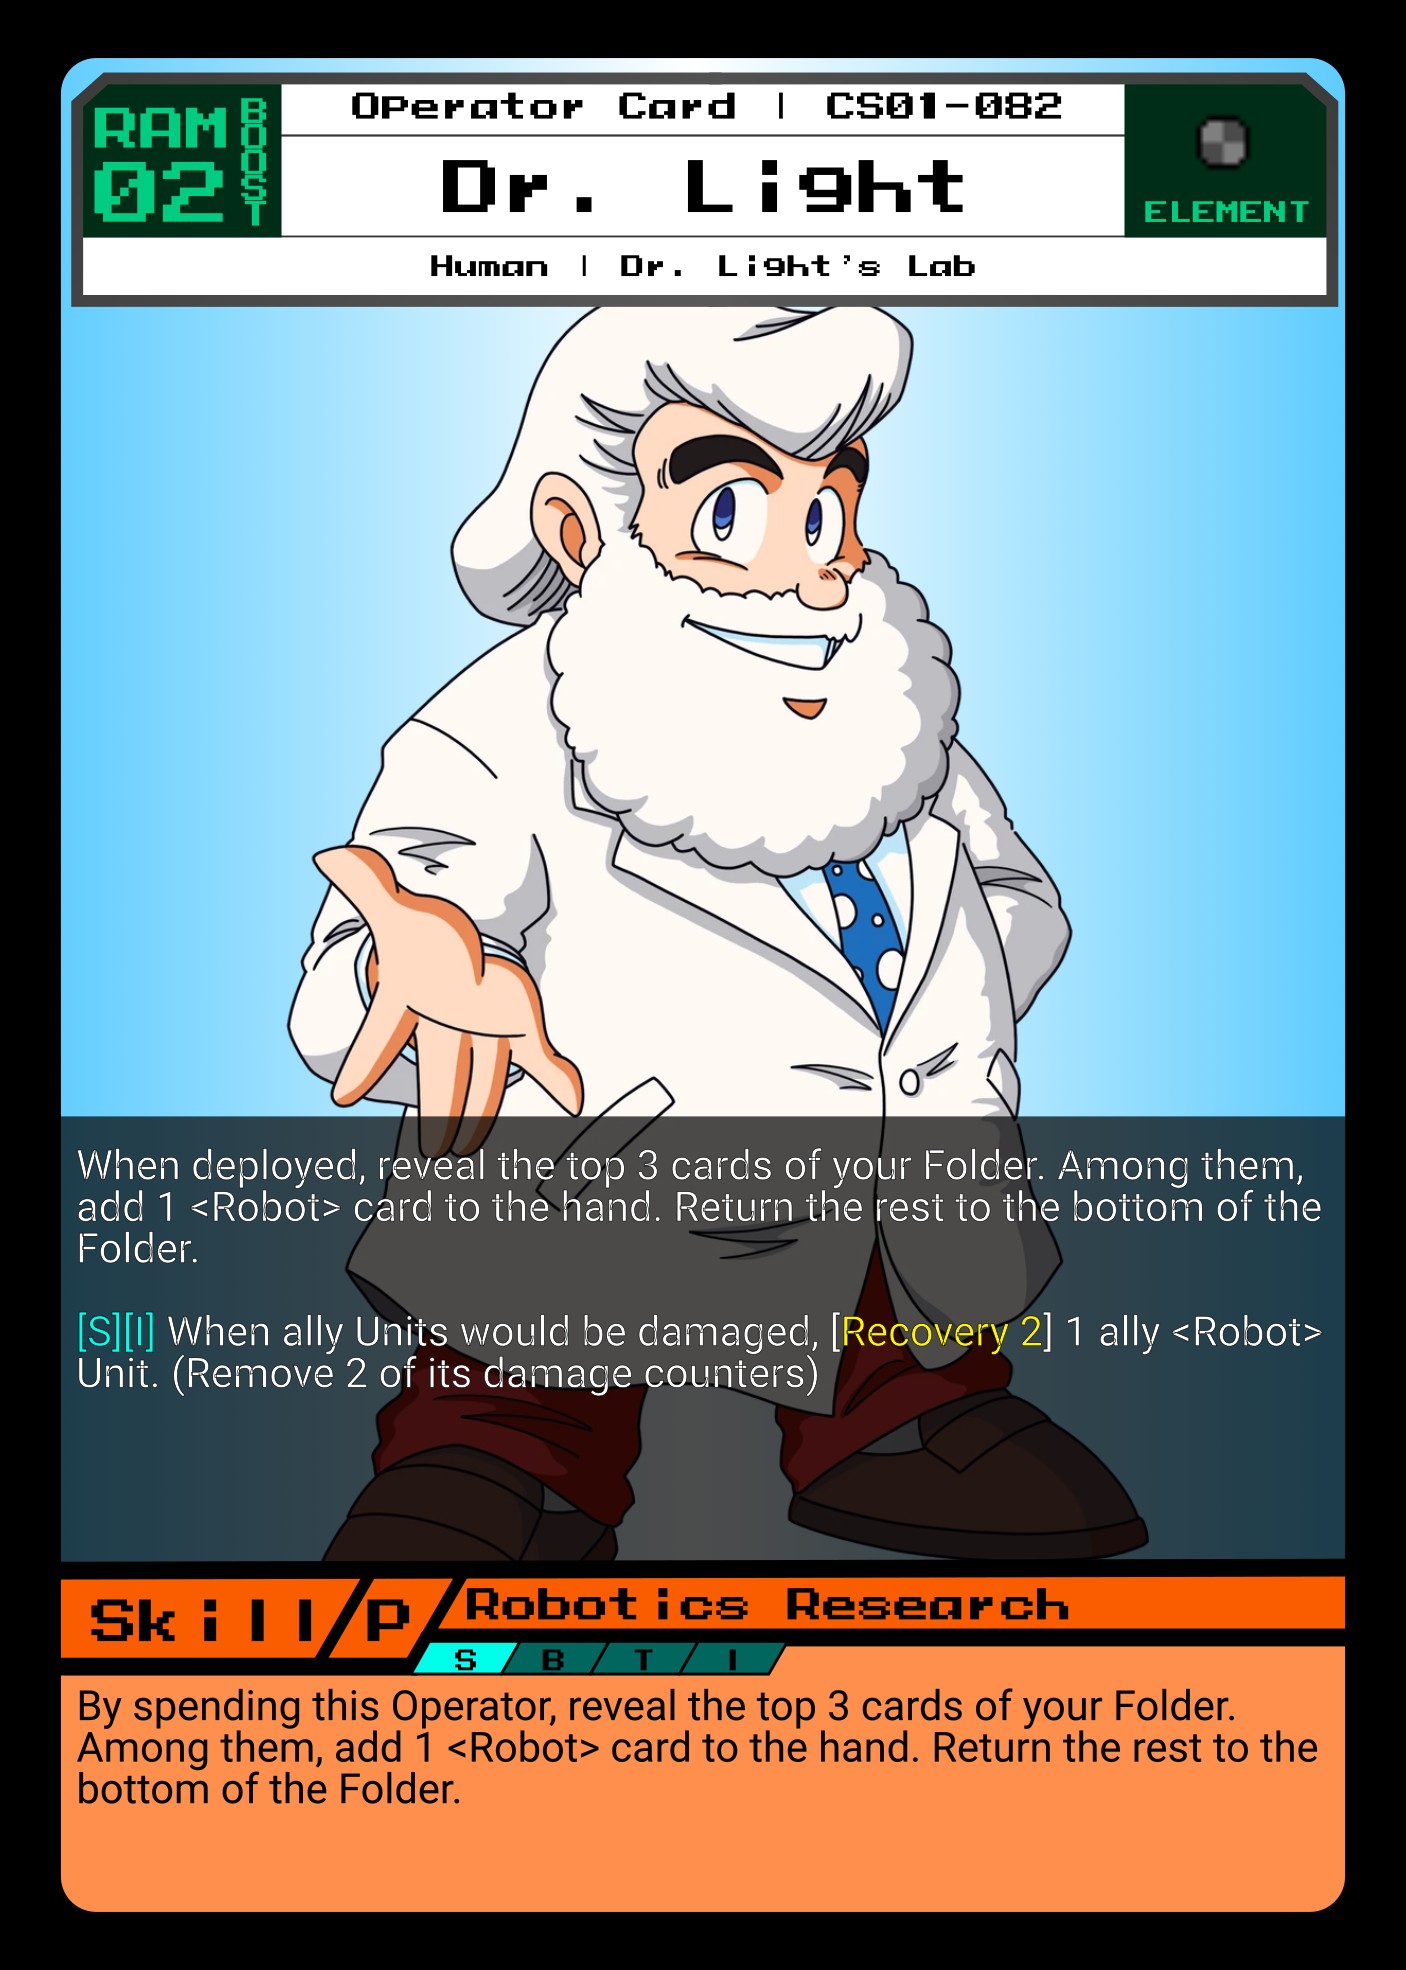 RAM
02
BOOST
Operator Card | CS01-082
Dr. Light
ELEMENT
Human | Dr. Light's Lab
When deployed, reveal the top 3 cards of your Folder. Among them,
add 1 <Robot> card to the hand. Return the rest to the bottom of the
Folder.
[S][I] When ally Units would be damaged, [Recovery 2] 1 ally <Robot>
Unit. (Remove 2 of its damage counters)
Skill/P/Robotics Research
S B T I
By spending this Operator, reveal the top 3 cards of your Folder.
Among them, add 1 <Robot> card to the hand. Return the rest to the
bottom of the Folder.